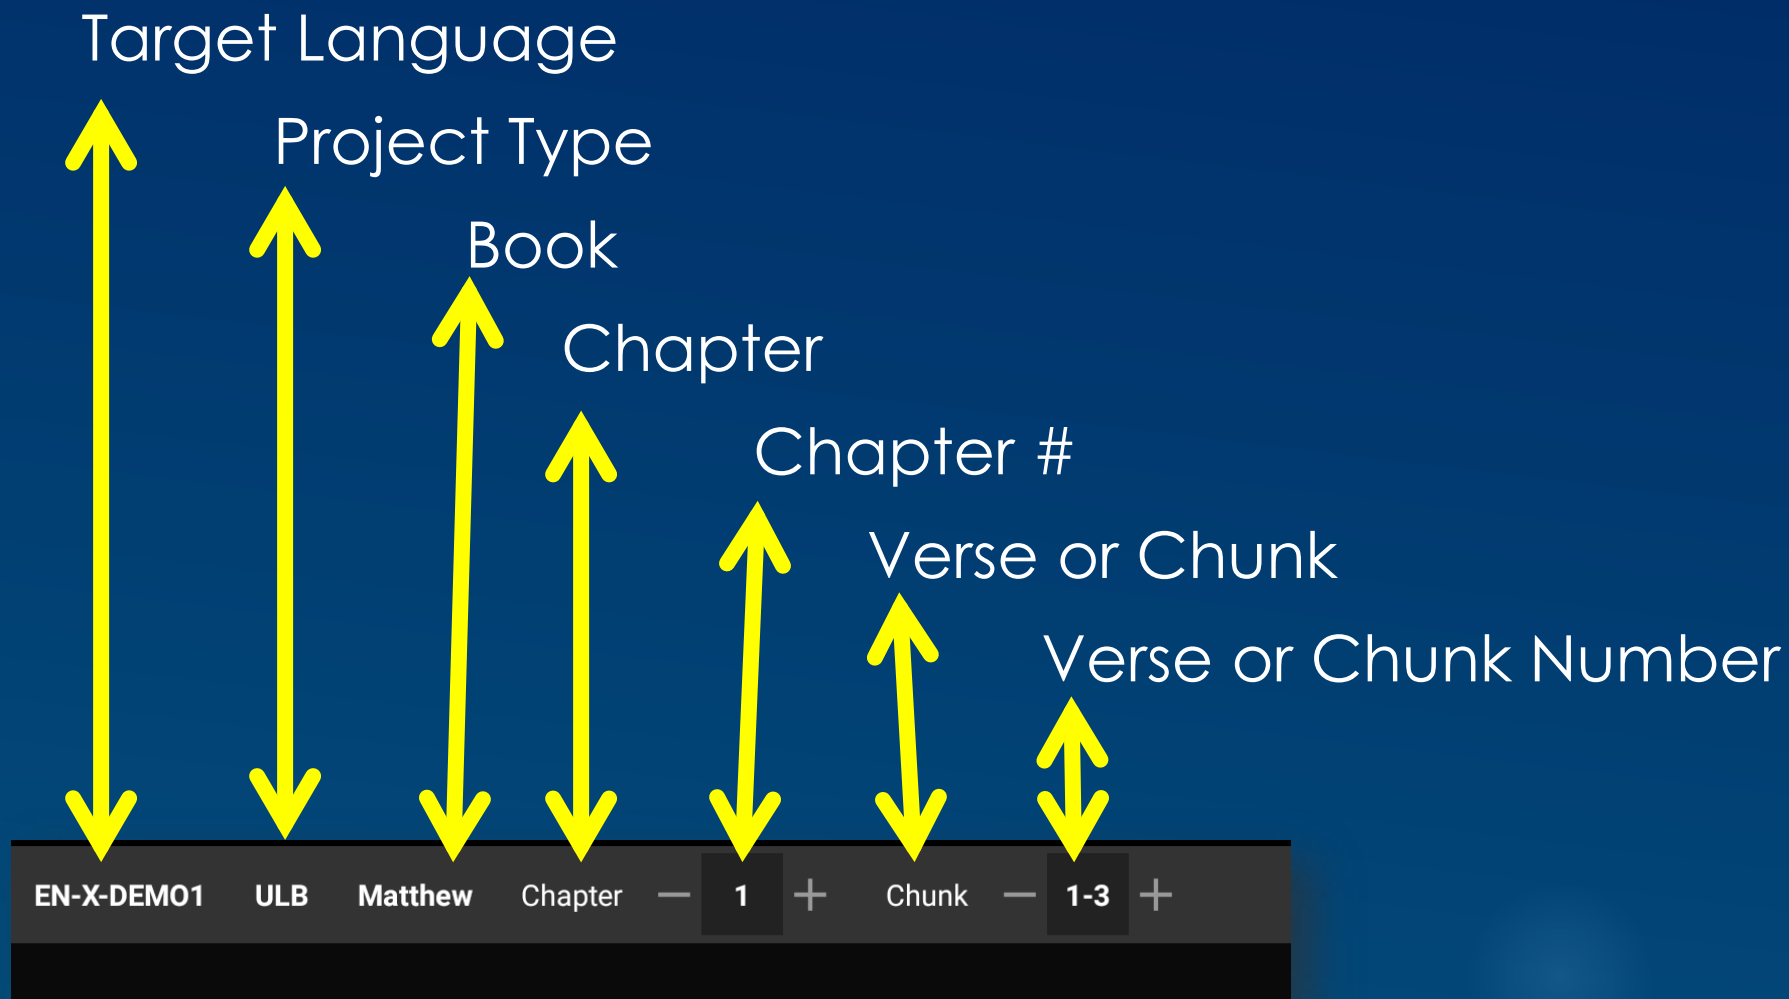 Target Language
Project Type
Book
Chapter
Chapter #
Verse or Chunk
Verse or Chunk Number
EN-X-DEMO1 ULB Matthew Chapter — 1 + Chunk — 1-3 +